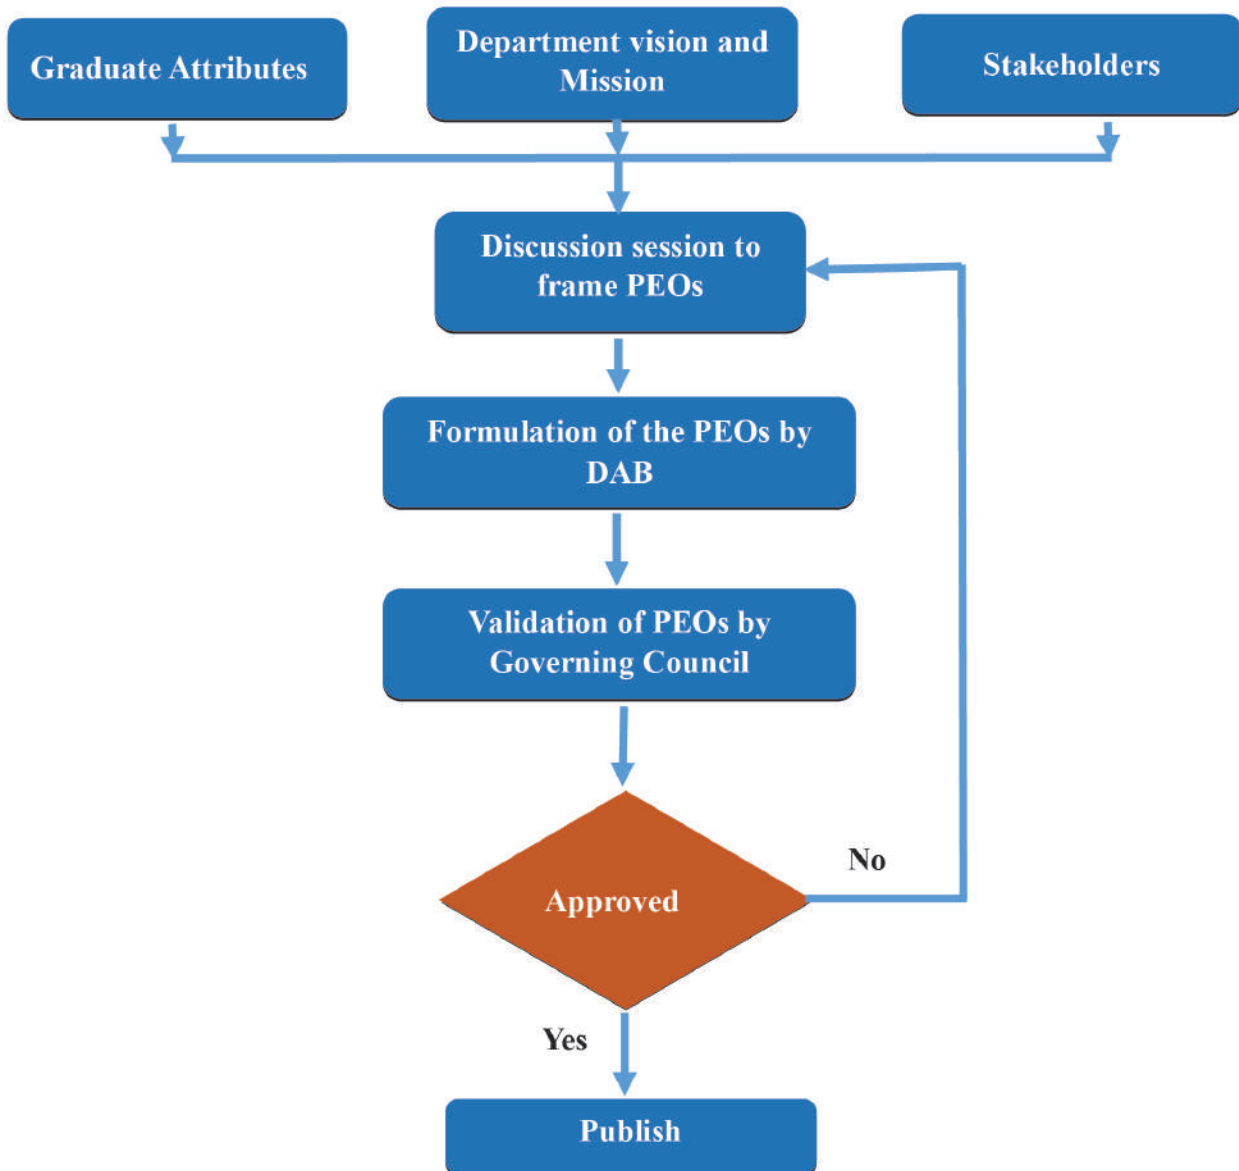 Graduate Attributes
Department vision and
Mission
Stakeholders
Discussion session to
frame PEOs
Formulation of the PEOs by
DAB
Validation of PEOs by
Governing Council
Approved
No
Yes
Publish